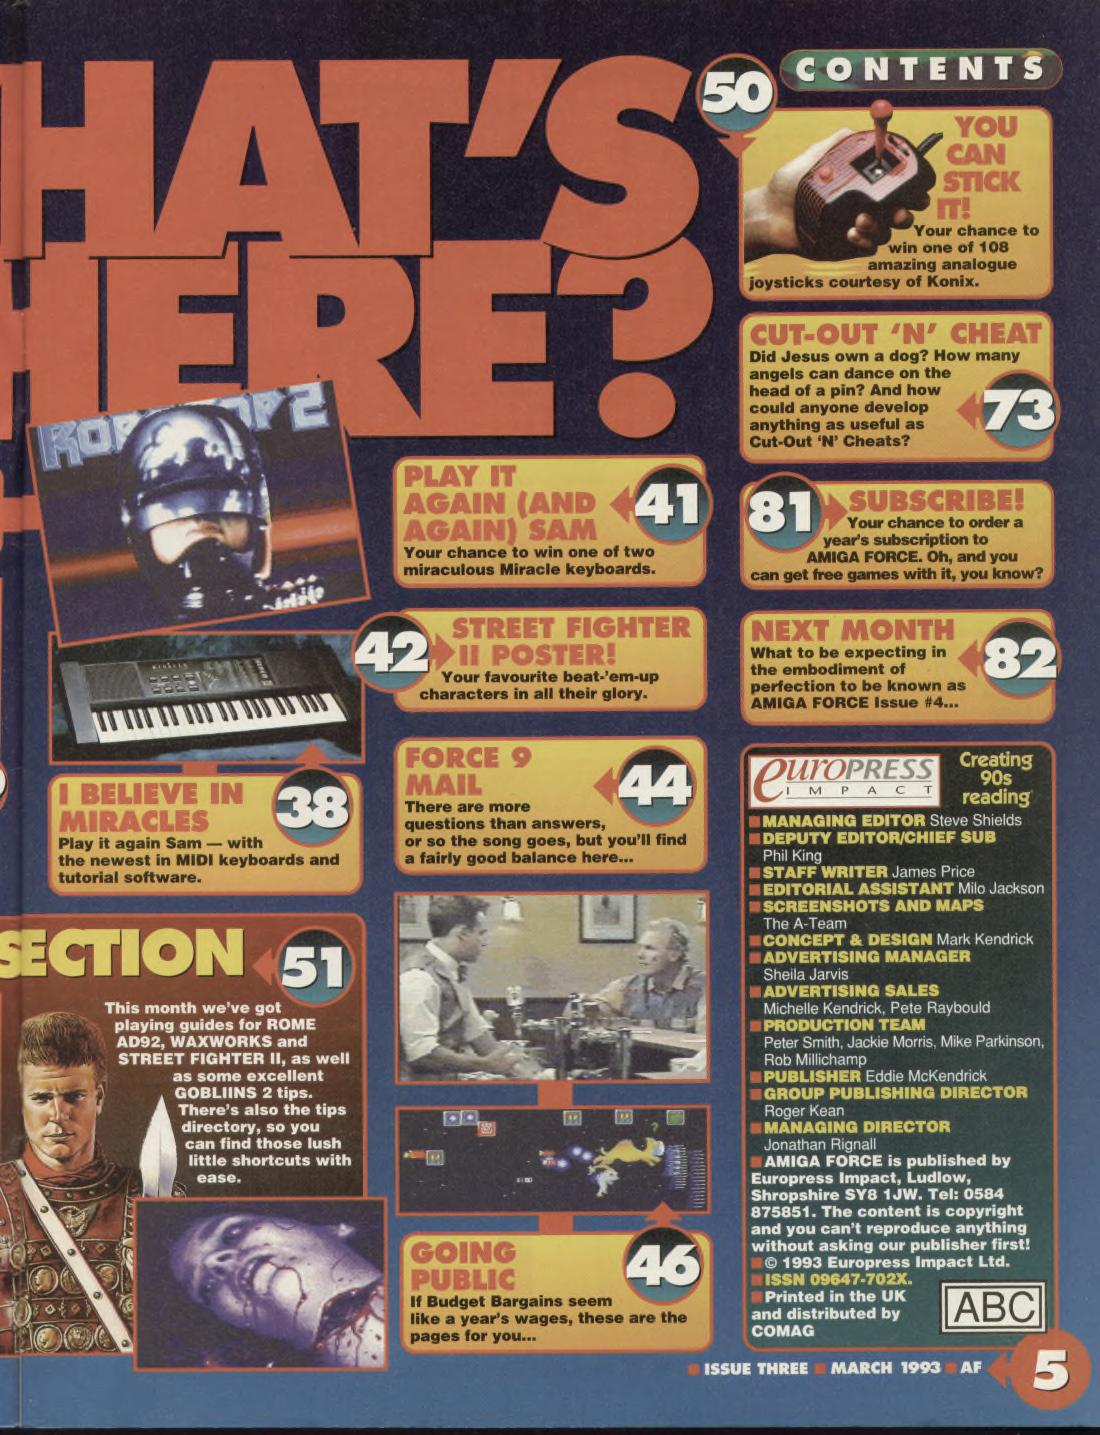 HAT'S
HERE?
50
CONTENTS
YOU
CAN
STICK
IT!
Your chance to
win one of 108
amazing analogue
joysticks courtesy of Konix.
CUT-OUT 'N' CHEAT
Did Jesus own a dog? How many
angels can dance on the
head of a pin? And how
could anyone develop
anything as useful as
Cut-Out 'N' Cheats?
73
81
SUBSCRIBE!
Your chance to order a
year's subscription to
AMIGA FORCE. Oh, and you
can get free games with it, you know?
NEXT MONTH
What to be expecting in
the embodiment of
perfection to be known as
AMIGA FORCE Issue #4...
82
PLAY IT
AGAIN (AND
AGAIN) SAM
41
Your chance to win one of two
miraculous Miracle keyboards.
42
STREET FIGHTER
II POSTER!
Your favourite beat-'em-up
characters in all their glory.
FORCE 9
MAIL
44
There are more
questions than answers,
or so the song goes, but you'll find
a fairly good balance here...
I BELIEVE IN
MIRACLES
38
Play it again Sam — with
the newest in MIDI keyboards and
tutorial software.
SECTION
51
This month we've got
playing guides for ROME
AD92, WAXWORKS and
STREET FIGHTER II, as well
as some excellent
GOBLIINS 2 tips.
There's also the tips
directory, so you
can find those lush
little shortcuts with
ease.
GOING
PUBLIC
46
If Budget Bargains seem
like a year's wages, these are the
pages for you...
euroPRESS
IMPACT
Creating
90s
reading
MANAGING EDITOR Steve Shields
DEPUTY EDITOR/CHIEF SUB
Phil King
STAFF WRITER James Price
EDITORIAL ASSISTANT Milo Jackson
SCREENSHOTS AND MAPS
The A-Team
CONCEPT & DESIGN Mark Kendrick
ADVERTISING MANAGER
Sheila Jarvis
ADVERTISING SALES
Michelle Kendrick, Pete Raybould
PRODUCTION TEAM
Peter Smith, Jackie Morris, Mike Parkinson,
Rob Millichamp
PUBLISHER Eddie McKendrick
GROUP PUBLISHING DIRECTOR
Roger Kean
MANAGING DIRECTOR
Jonathan Rignall
AMIGA FORCE is published by
Europress Impact, Ludlow,
Shropshire SY8 1JW. Tel: 0584
875851. The content is copyright
and you can't reproduce anything
without asking our publisher first!
© 1993 Europress Impact Ltd.
ISSN 09647-702X.
Printed in the UK
and distributed by
COMAG
ABC
ISSUE THREE MARCH 1993 AF
5